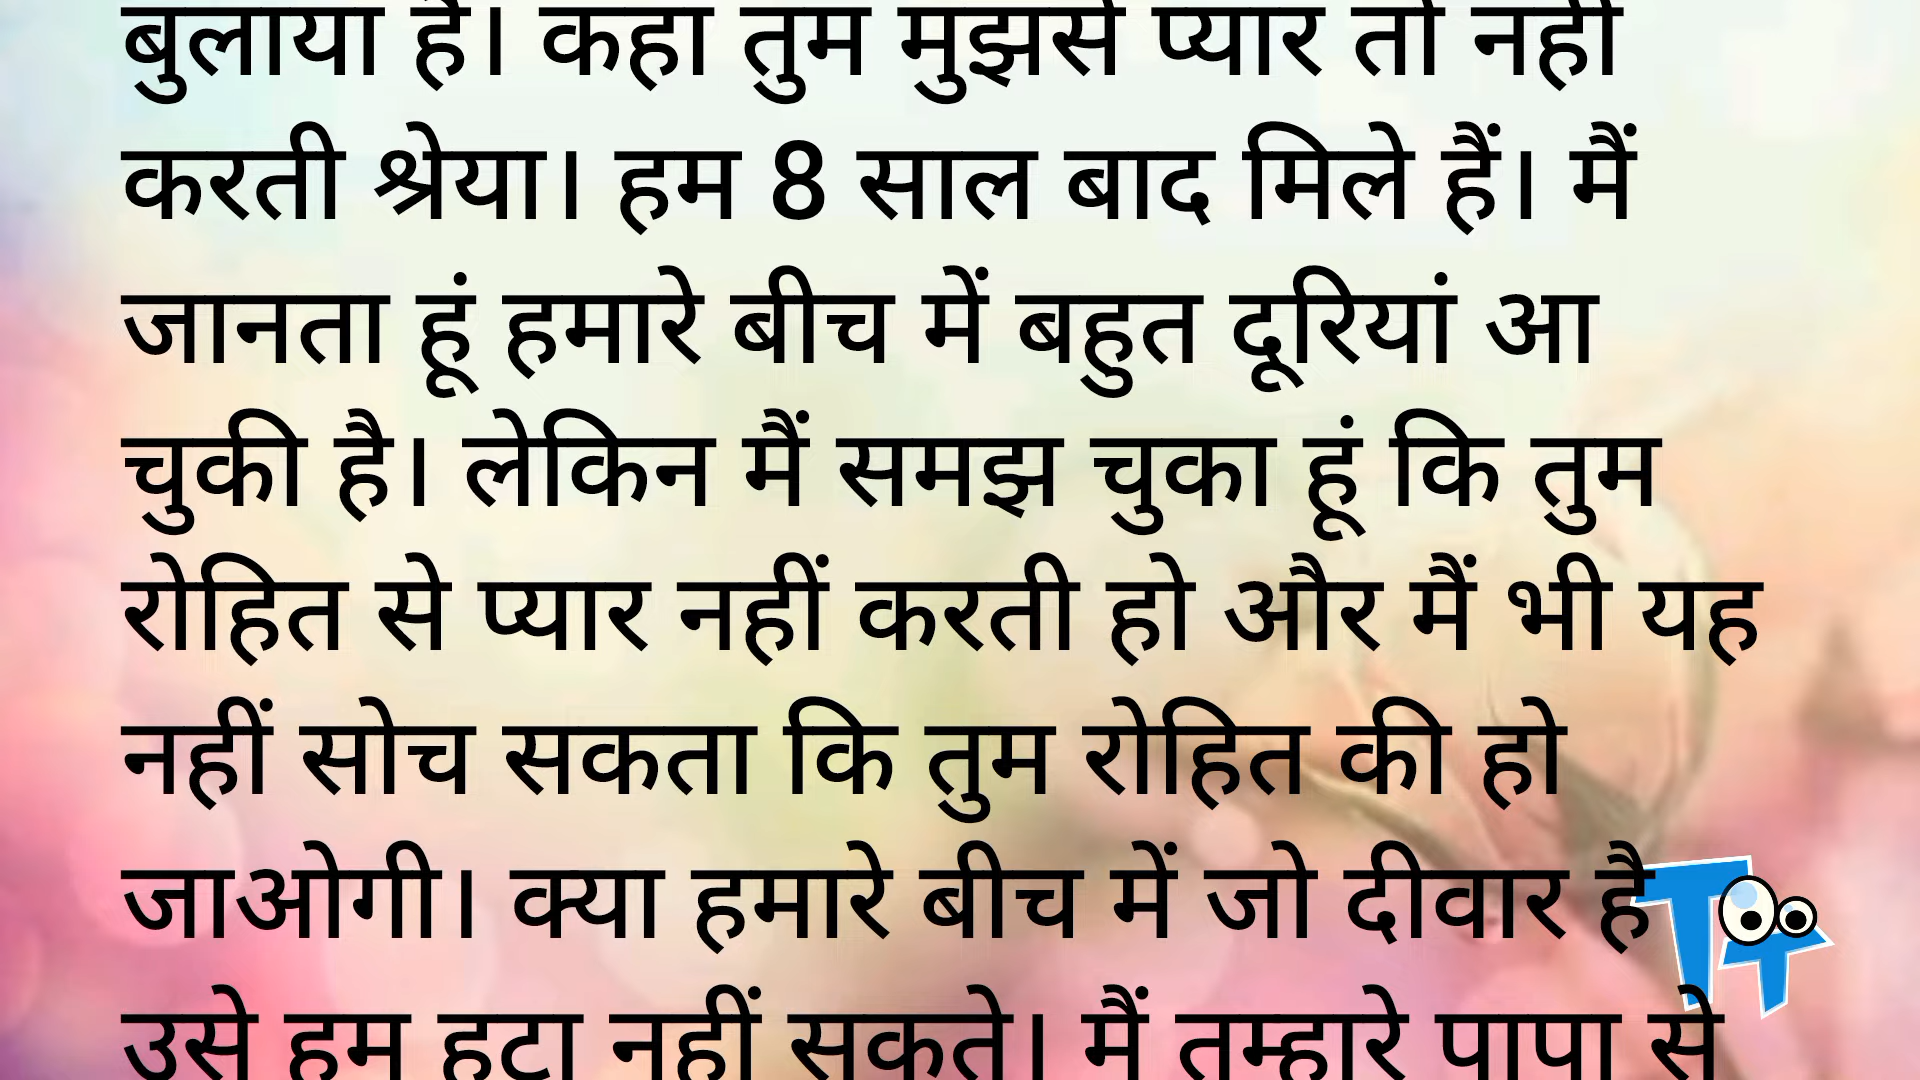 बुलाया है। कहा तुम मुझसे प्यार तो नहीं
करती श्रेया। हम 8 साल बाद मिले हैं। मैं
जानता हूं हमारे बीच में बहुत दूरियां आ
चुकी है। लेकिन मैं समझ चुका हूं कि तुम
रोहित से प्यार नहीं करती हो और मैं भी यह
नहीं सोच सकता कि तुम रोहित की हो
जाओगी। क्या हमारे बीच में जो दीवार है
उसे हम हटा नहीं सकते। मैं तुम्हारे पापा से
TY